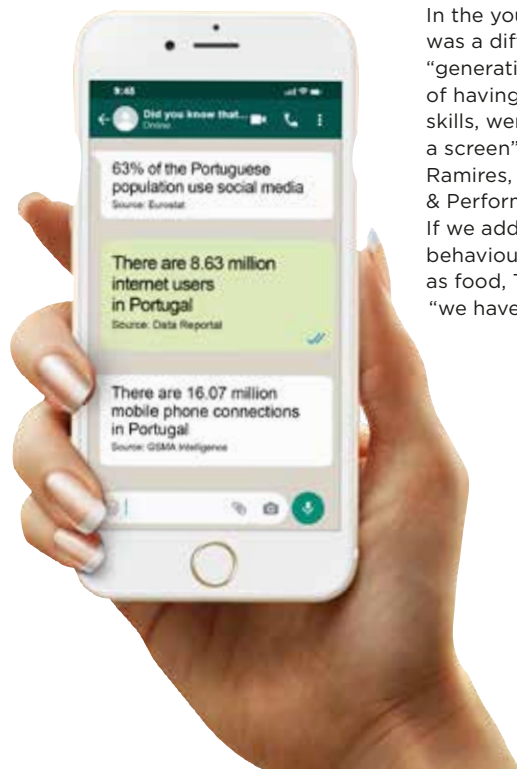 9:48
Did you know that...
Online
63% of the Portuguese
population use social media
Source: Eurostat
There are 8.63 million
internet users
in Portugal
Source: Data Reportal
There are 16.07 million
mobile phone connections
in Portugal
Source: GSMA Intelligence
In the you
was a diff
“generati
of having
skills, wer
a screen”
Ramires,
& Perform
If we add
behaviou
as food, T
“we have